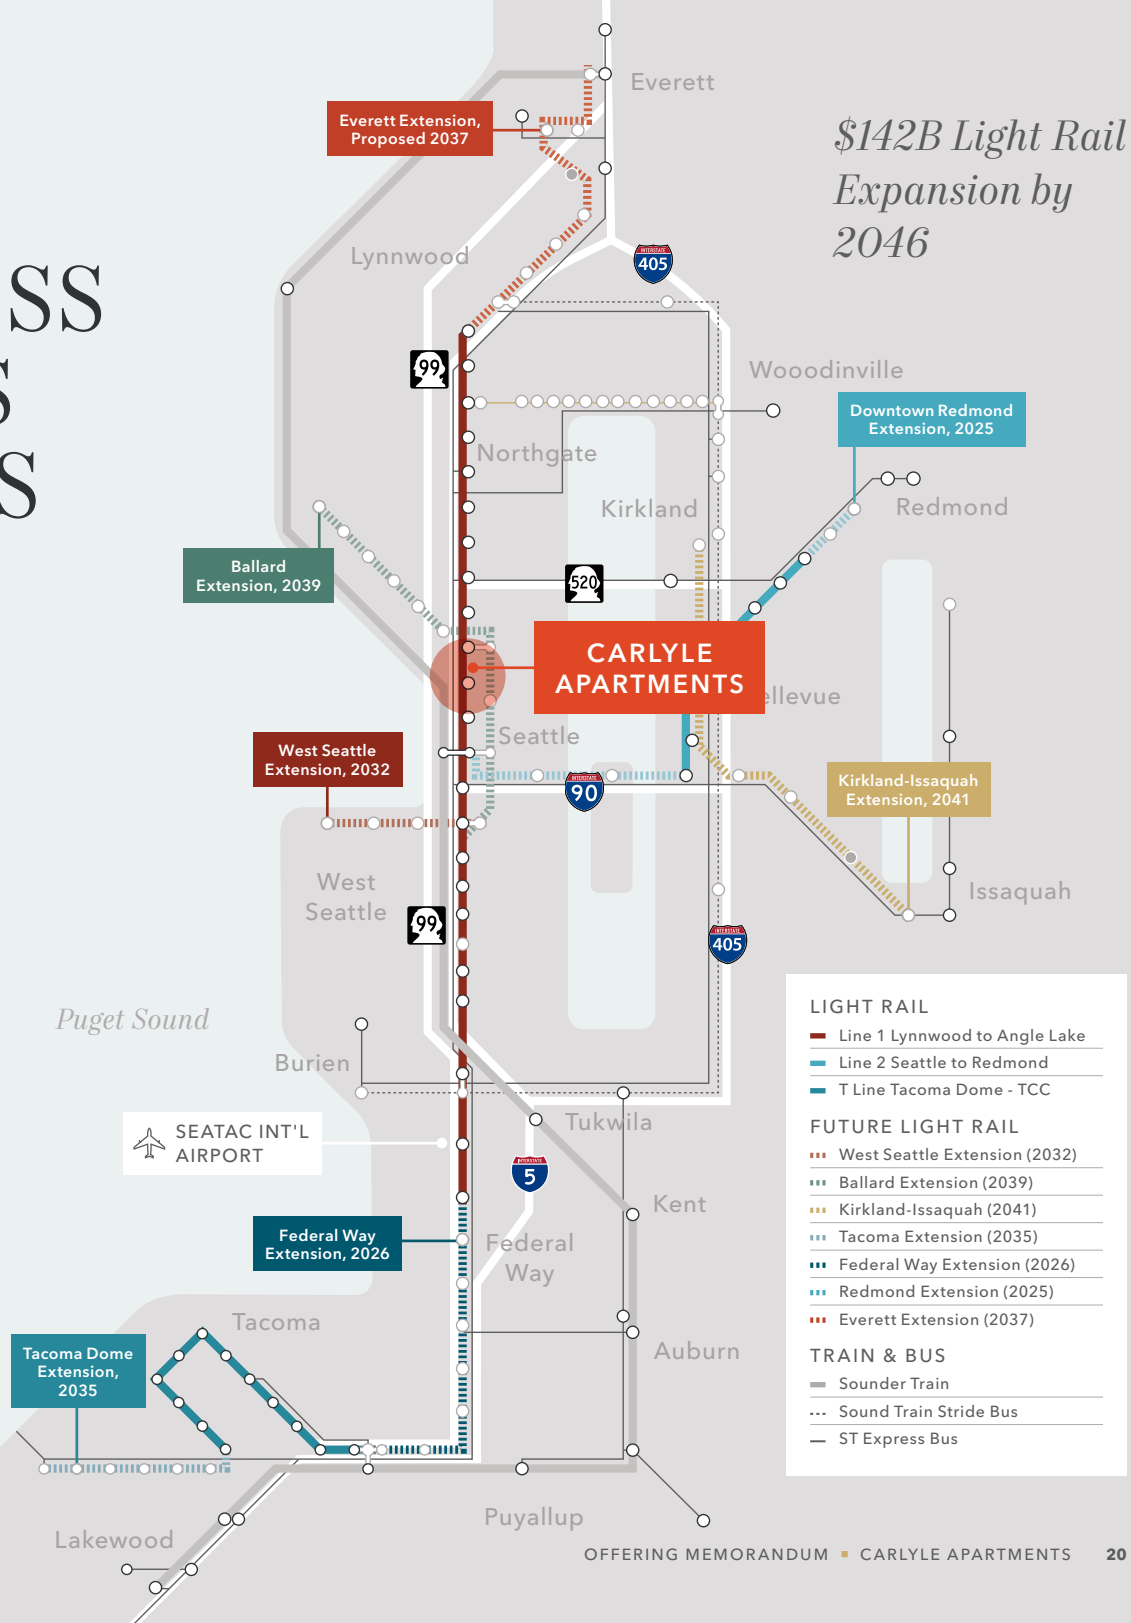 SS
S
S
$142B Light Rail
Expansion by
2046
Everett
Everett Extension,
Proposed 2037
Lynnwood
INTERSTATE
405
99
Wooodinville
Downtown Redmond
Extension, 2025
Northgate
Kirkland
Redmond
Ballard
Extension, 2039
520
CARLYLE
APARTMENTS
ellevue
Seattle
West Seattle
Extension, 2032
INTERSTATE
90
Kirkland-Issaquah
Extension, 2041
West
Seattle
Issaquah
99
INTERSTATE
405
Puget Sound
Burien
Tukwila
SEATAC INT'L
AIRPORT
INTERSTATE
5
Kent
Federal Way
Extension, 2026
Federal
Way
Tacoma
Tacoma Dome
Extension,
2035
Auburn
Puyallup
Lakewood
LIGHT RAIL
Line 1 Lynnwood to Angle Lake
Line 2 Seattle to Redmond
T Line Tacoma Dome - TCC
FUTURE LIGHT RAIL
West Seattle Extension (2032)
Ballard Extension (2039)
Kirkland-Issaquah (2041)
Tacoma Extension (2035)
Federal Way Extension (2026)
Redmond Extension (2025)
Everett Extension (2037)
TRAIN & BUS
Sounder Train
Sound Train Stride Bus
ST Express Bus
OFFERING MEMORANDUM ▪ CARLYLE APARTMENTS 20